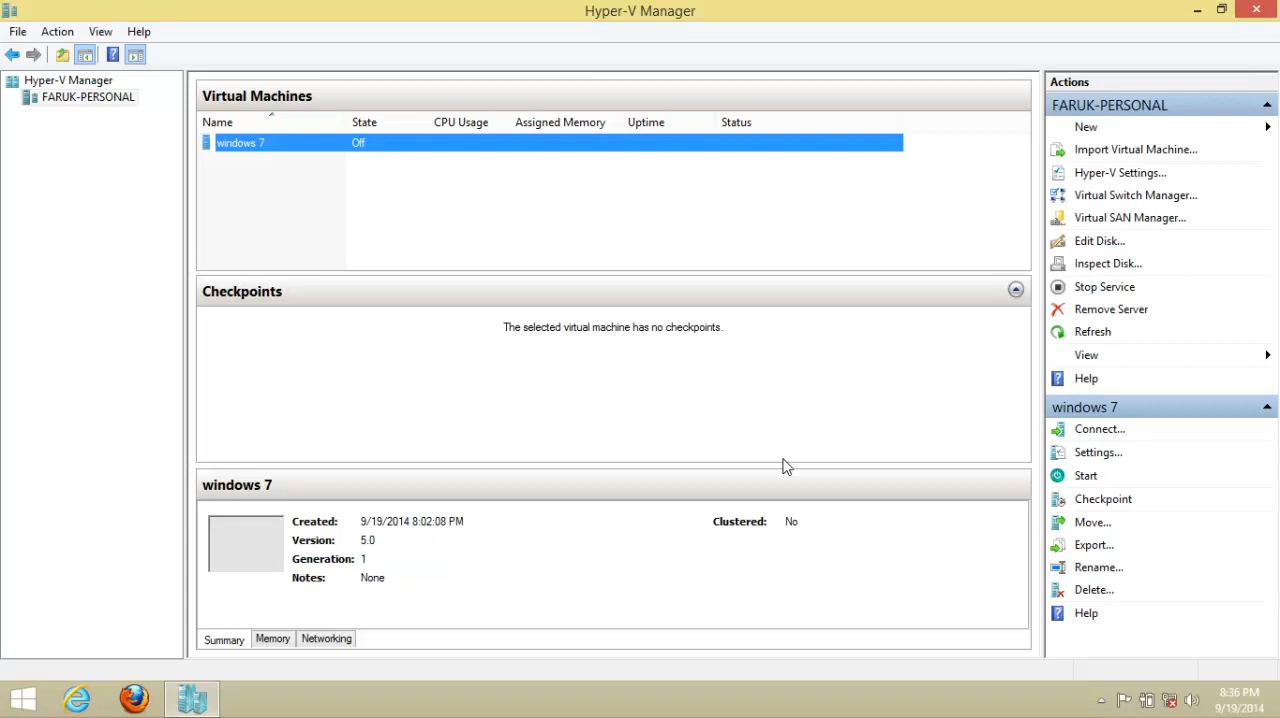 Hyper-V Manager
File Action View Help
Hyper-V Manager
FARUK-PERSONAL
Virtual Machines
Name State CPU Usage Assigned Memory Uptime Status
windows 7 Off
Checkpoints
The selected virtual machine has no checkpoints.
windows 7
Created: 9/19/2014 8:02:08 PM Clustered: No
Version: 5.0
Generation: 1
Notes: None
Summary Memory Networking
Actions
FARUK-PERSONAL
New
Import Virtual Machine...
Hyper-V Settings...
Virtual Switch Manager...
Virtual SAN Manager...
Edit Disk...
Inspect Disk...
Stop Service
Remove Server
Refresh
View
Help
windows 7
Connect...
Settings...
Start
Checkpoint
Move...
Export...
Rename...
Delete...
Help
8:36 PM
9/19/2014